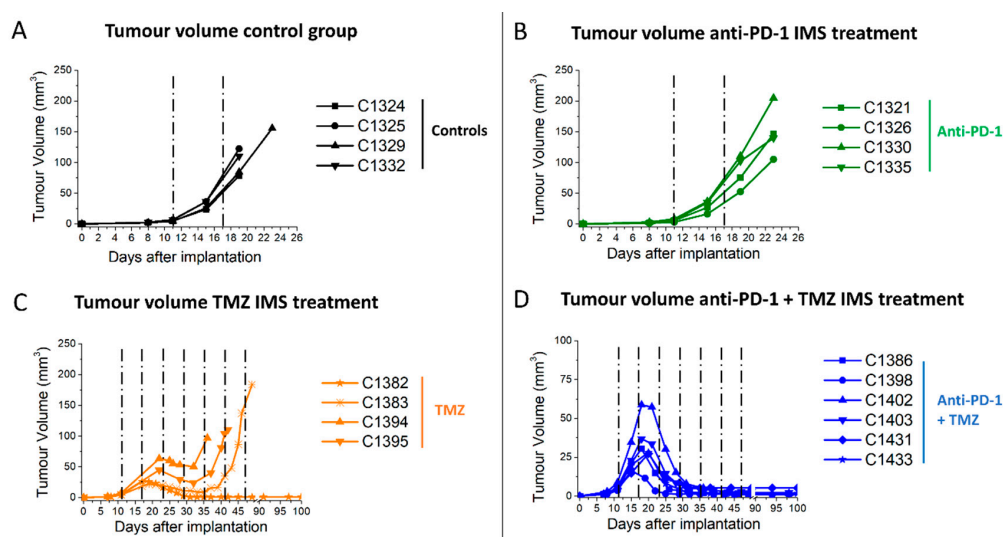 A
Tumour volume control group
Tumour Volume (mm³)
250
200
150
100
50
0
0 2 4 6 8 10 12 14 16 18 20 22 24 26
Days after implantation
C1324
C1325
C1329
C1332
Controls
B
Tumour volume anti-PD-1 IMS treatment
Tumour Volume (mm³)
250
200
150
100
50
0
0 2 4 6 8 10 12 14 16 18 20 22 24 26
Days after implantation
C1321
C1326
C1330
C1335
Anti-PD-1
C
Tumour volume TMZ IMS treatment
Tumour Volume (mm³)
250
200
150
100
50
0
0 5 10 15 20 25 30 35 40 45 90 95 100
Days after implantation
C1382
C1383
C1394
C1395
TMZ
D
Tumour volume anti-PD-1 + TMZ IMS treatment
Tumour Volume (mm³)
100
75
50
25
0
0 5 10 15 20 25 30 35 40 45 90 95 100
Days after implantation
C1386
C1398
C1402
C1403
C1431
C1433
Anti-PD-1
+ TMZ